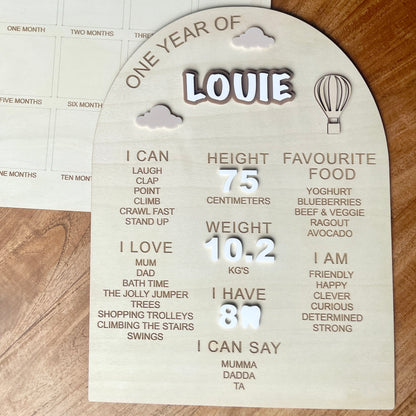 ONE MONTH
TWO MONTHS
FIVE MONTHS
SIX MONTHS
TEN MONTHS
ONE YEAR OF
LOUIE
I CAN
LAUGH
CLAP
POINT
CLIMB
CRAWL FAST
STAND UP
I LOVE
MUM
DAD
BATH TIME
THE JOLLY JUMPER
TREES
SHOPPING TROLLEYS
CLIMBING THE STAIRS
SWINGS
HEIGHT
75
CENTIMETERS
WEIGHT
10.2
KG'S
I HAVE
8
I CAN SAY
MUMMA
DADDA
TA
FAVOURITE
FOOD
YOGHURT
BLUEBERRIES
BEEF & VEGGIE
RAGOUT
AVOCADO
I AM
FRIENDLY
HAPPY
CLEVER
CURIOUS
DETERMINED
STRONG